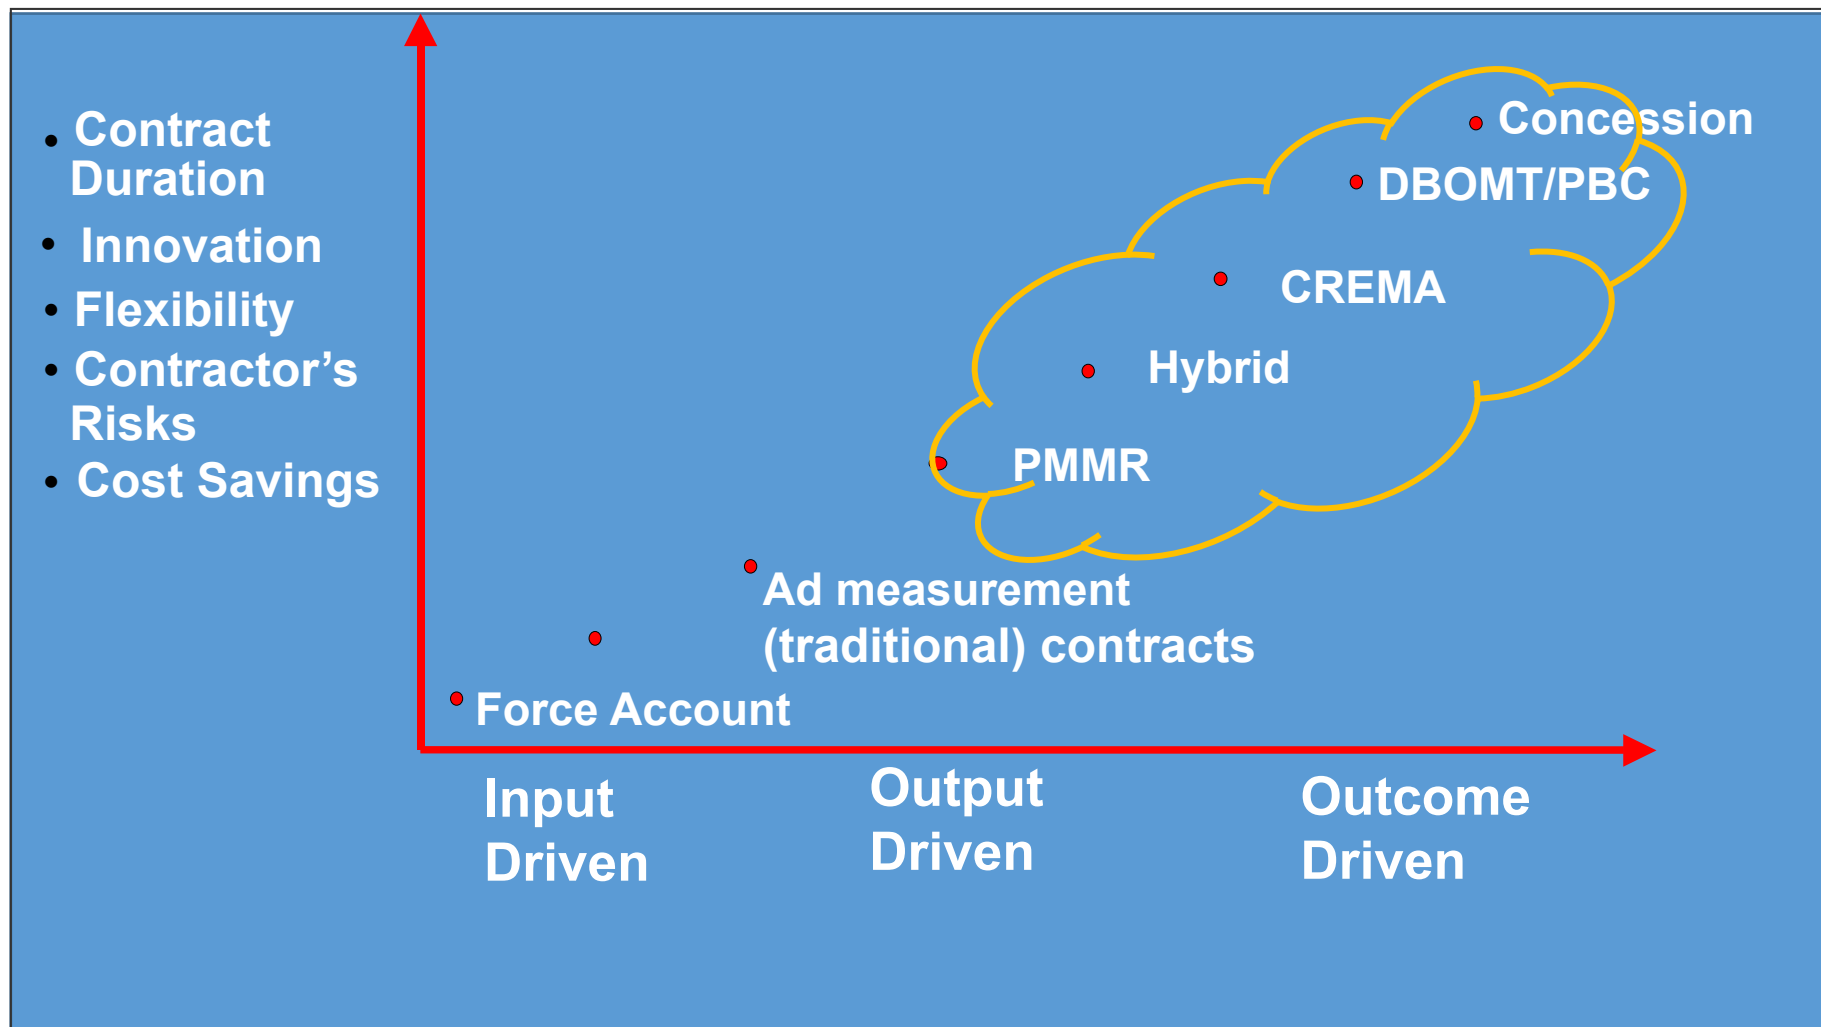 • Contract
Duration
• Innovation
• Flexibility
• Contractor’s
Risks
• Cost Savings
Concession
DBOMT/PBC
CREMA
Hybrid
PMMR
Ad measurement
(traditional) contracts
Force Account
Input
Driven
Output
Driven
Outcome
Driven